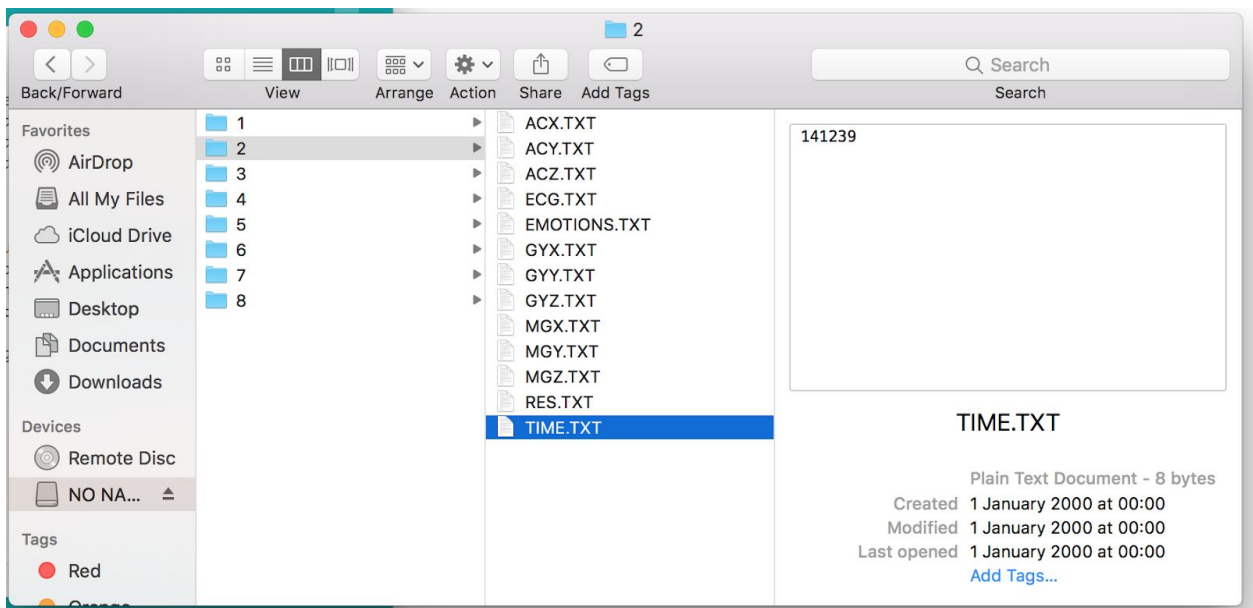 2
Back/Forward View Arrange Action Share Add Tags Search
Search
Favorites
AirDrop
All My Files
iCloud Drive
Applications
Desktop
Documents
Downloads
Devices
Remote Disc
NO NA...
Tags
Red
Orange
1
2
3
4
5
6
7
8
ACX.TXT
ACY.TXT
ACZ.TXT
ECG.TXT
EMOTIONS.TXT
GYX.TXT
GYY.TXT
GYZ.TXT
MGX.TXT
MGY.TXT
MGZ.TXT
RES.TXT
TIME.TXT
141239
TIME.TXT
Plain Text Document - 8 bytes
Created 1 January 2000 at 00:00
Modified 1 January 2000 at 00:00
Last opened 1 January 2000 at 00:00
Add Tags...